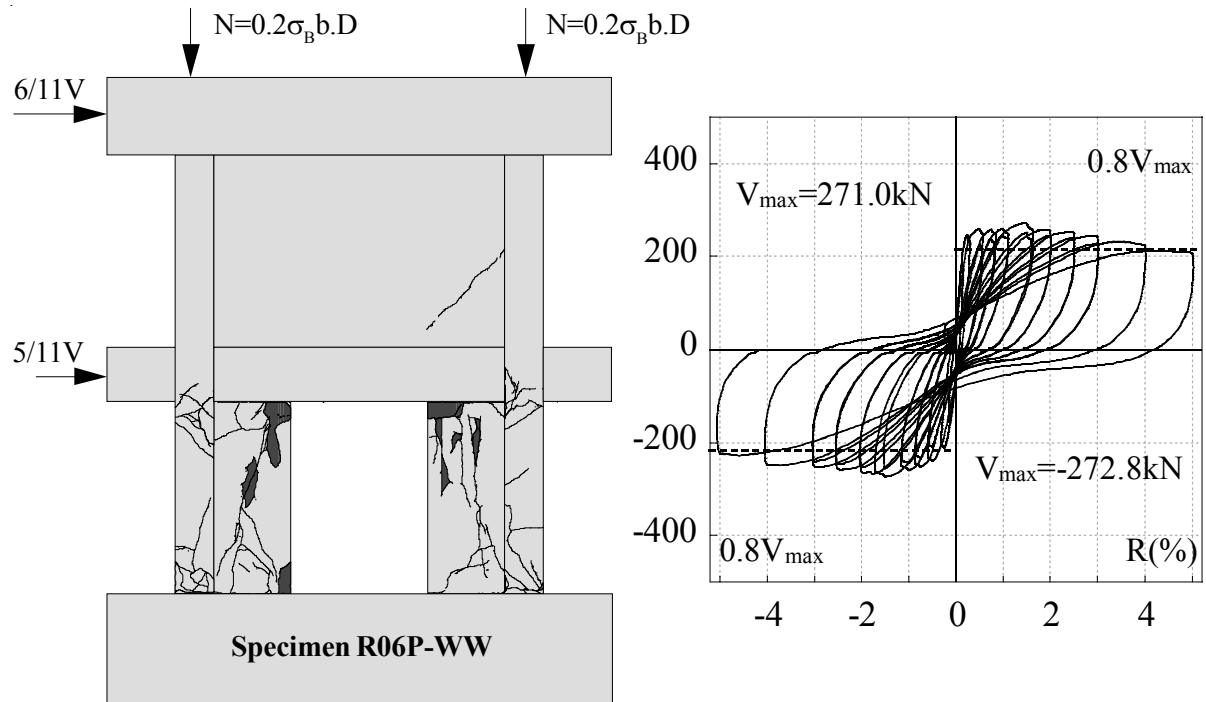 N=0.2σBb.D
N=0.2σBb.D
6/11V
5/11V
Specimen R06P-WW
400
200
0
-200
-400
0.8Vmax
Vmax=271.0kN
Vmax=-272.8kN
0.8Vmax
R(%)
-4 -2 0 2 4